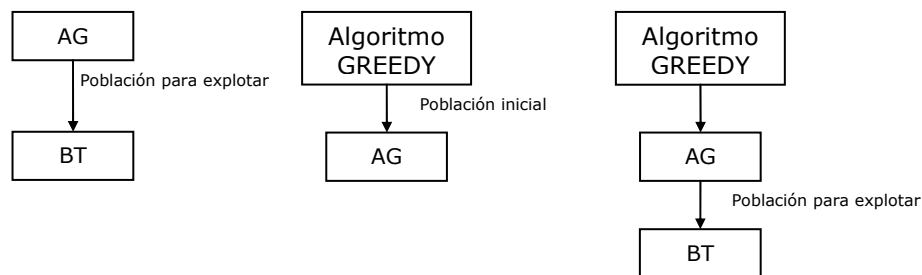 AG
Población para explotar
BT
Algoritmo
GREEDY
Población inicial
AG
Algoritmo
GREEDY
AG
Población para explotar
BT